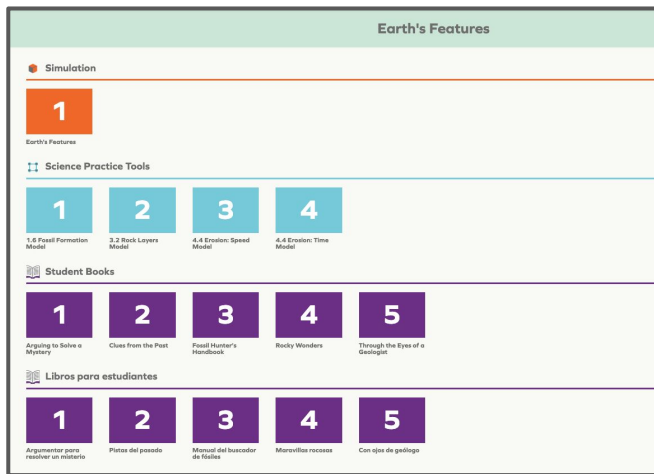 Earth's Features
Simulation
1
Earth's Features
Science Practice Tools
1 2 3 4
1.6 Fossil Formation Model
3.2 Rock Layers Model
4.4 Erosion: Speed Model
4.4 Erosion: Time Model
Student Books
1 2 3 4 5
Arguing to Solve a Mystery
Clues from the Past
Fossil Hunter's Handbook
Rocky Wonders
Through the Eyes of a Geologist
Libros para estudiantes
1 2 3 4 5
Argumentar para resolver un misterio
Pistas del pasado
Manual del buscador de fósiles
Maravillas rocosas
Con ojos de geólogo